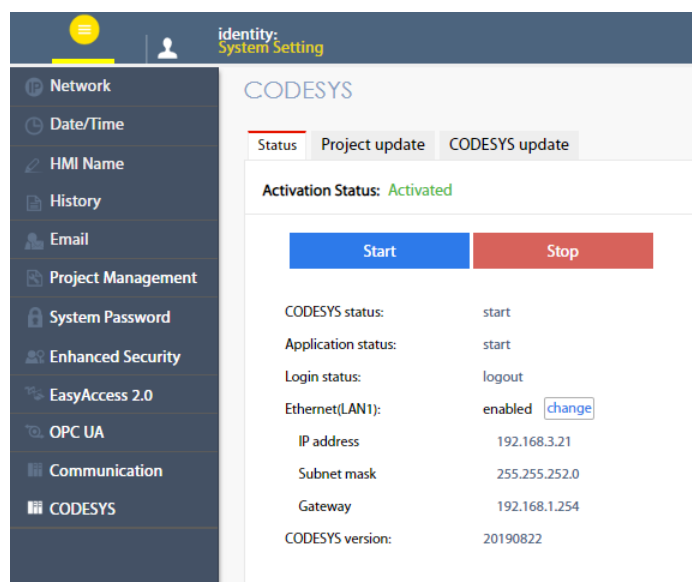 identity:
System Setting
Network
Date/Time
HMI Name
History
Email
Project Management
System Password
Enhanced Security
EasyAccess 2.0
OPC UA
Communication
CODESYS
CODESYS
Status Project update CODESYS update
Activation Status: Activated
Start Stop
CODESYS status: start
Application status: start
Login status: logout
Ethernet(LAN1): enabled change
IP address 192.168.3.21
Subnet mask 255.255.252.0
Gateway 192.168.1.254
CODESYS version: 20190822